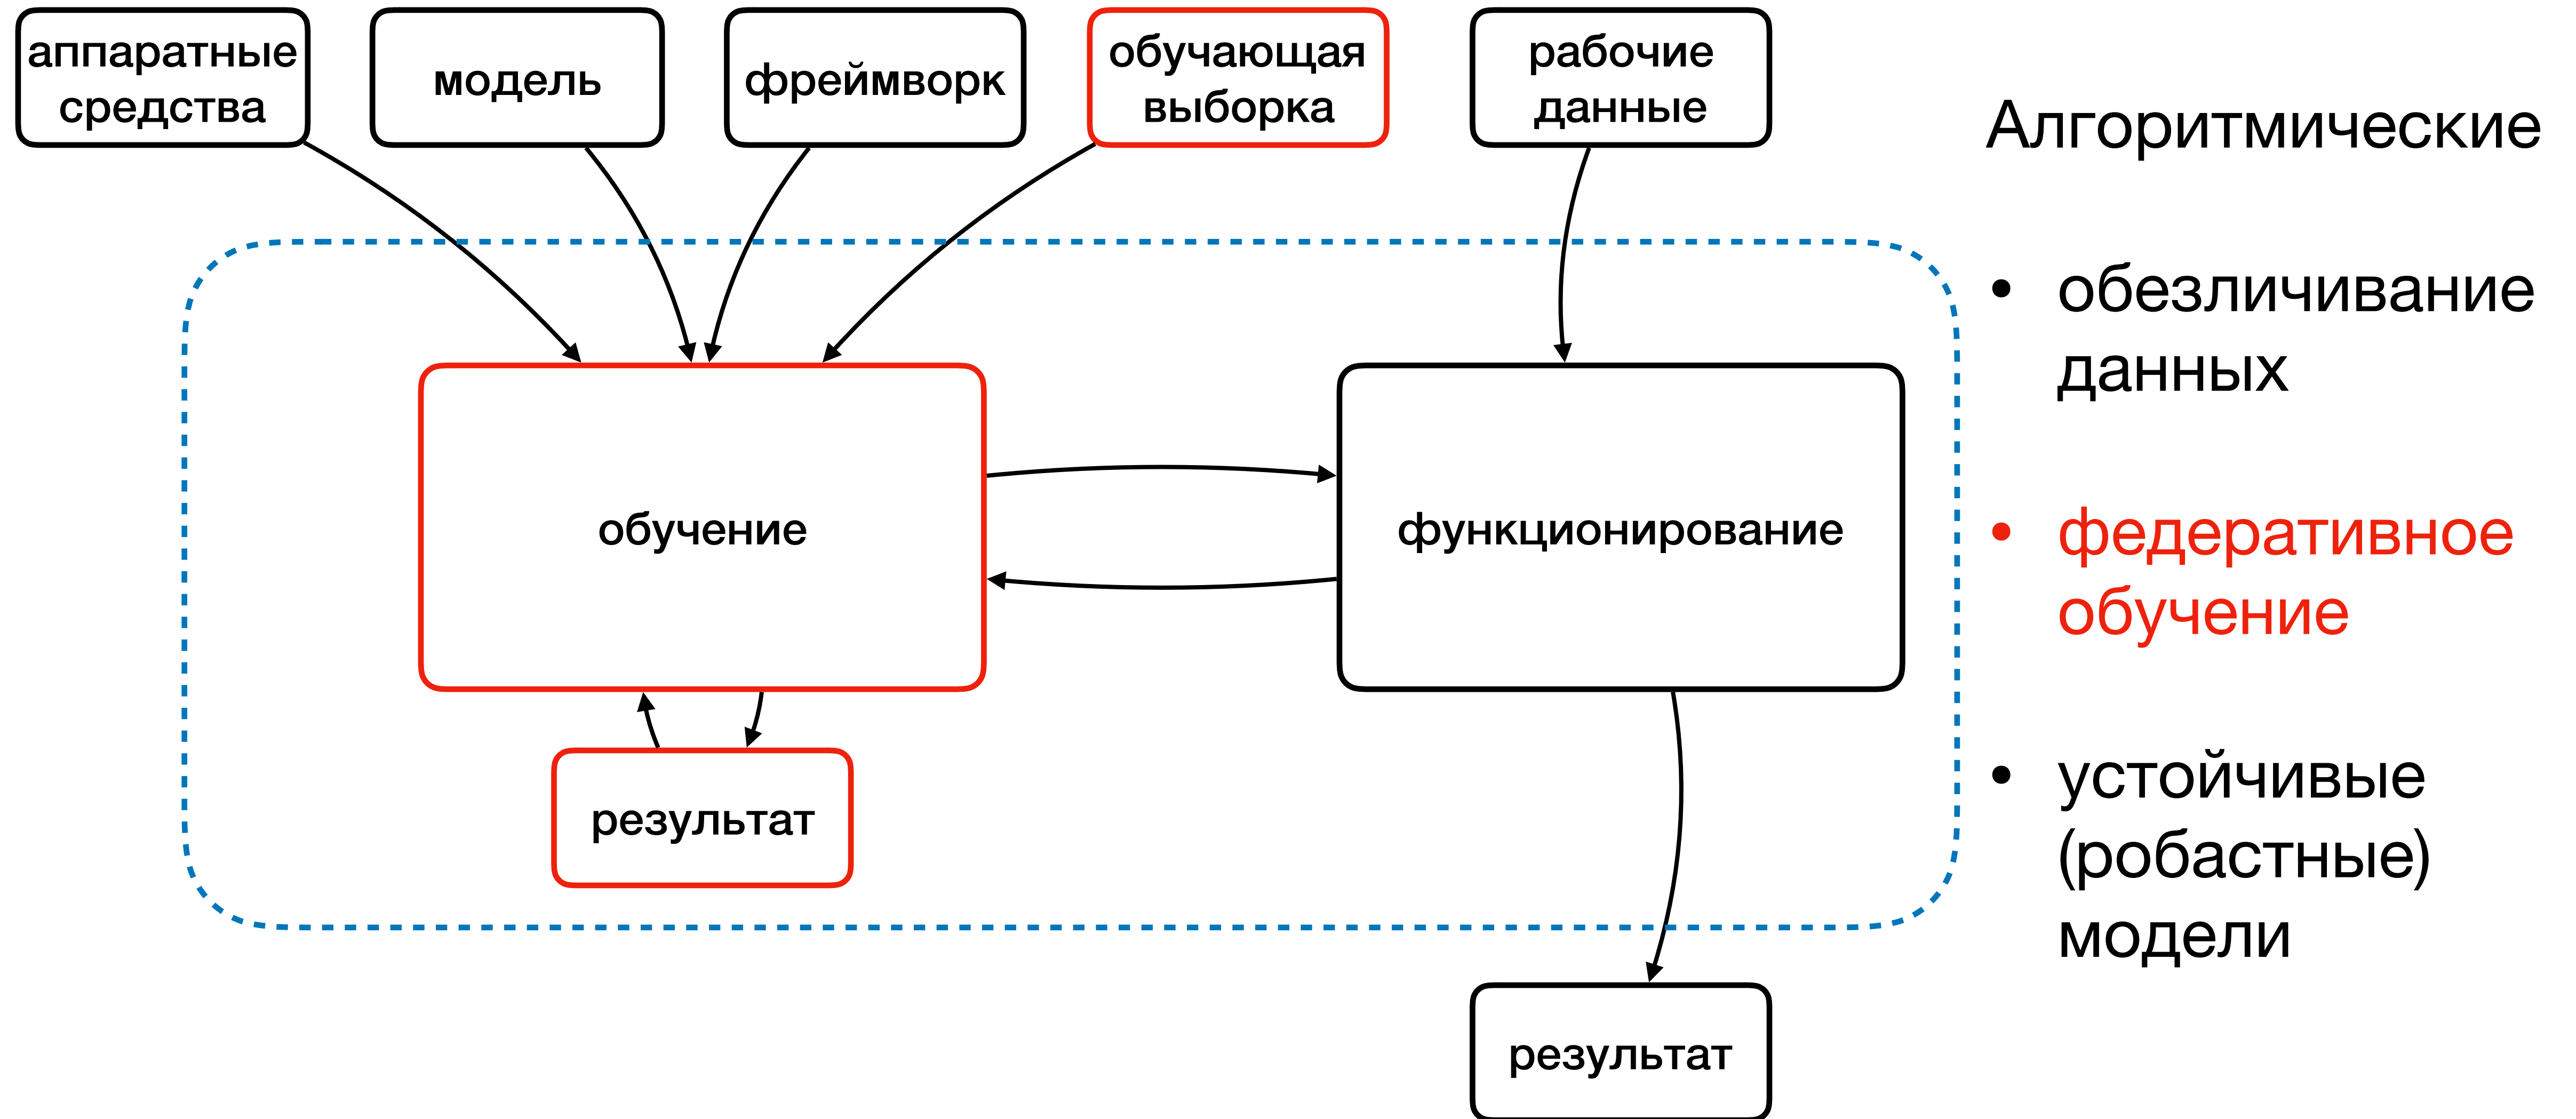 аппаратные
средства
модель
фреймворк
обучающая
выборка
рабочие
данные
обучение
функционирование
результат
результат
Алгоритмические
• обезличивание
данных
• федеративное
обучение
• устойчивые
(робастные)
модели